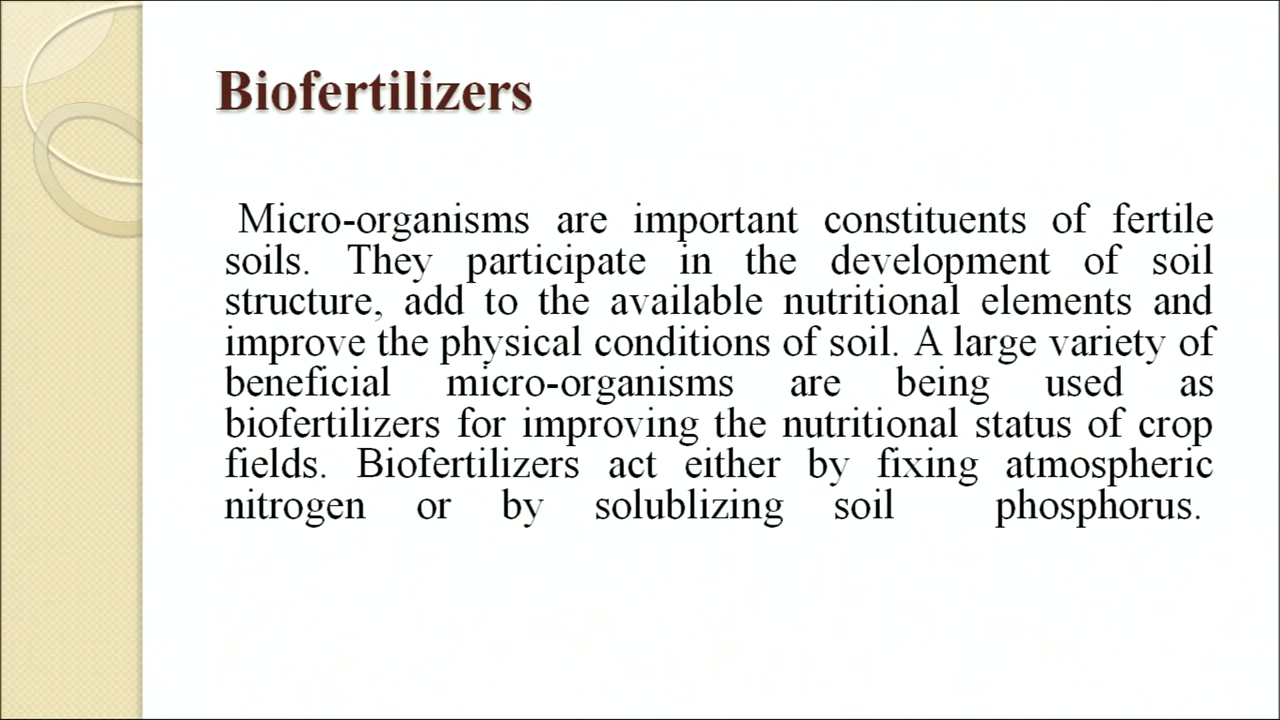 Biofertilizers
Micro-organisms are important constituents of fertile
soils. They participate in the development of soil
structure, add to the available nutritional elements and
improve the physical conditions of soil. A large variety of
beneficial micro-organisms are being used as
biofertilizers for improving the nutritional status of crop
fields. Biofertilizers act either by fixing atmospheric
nitrogen or by solublizing soil phosphorus.